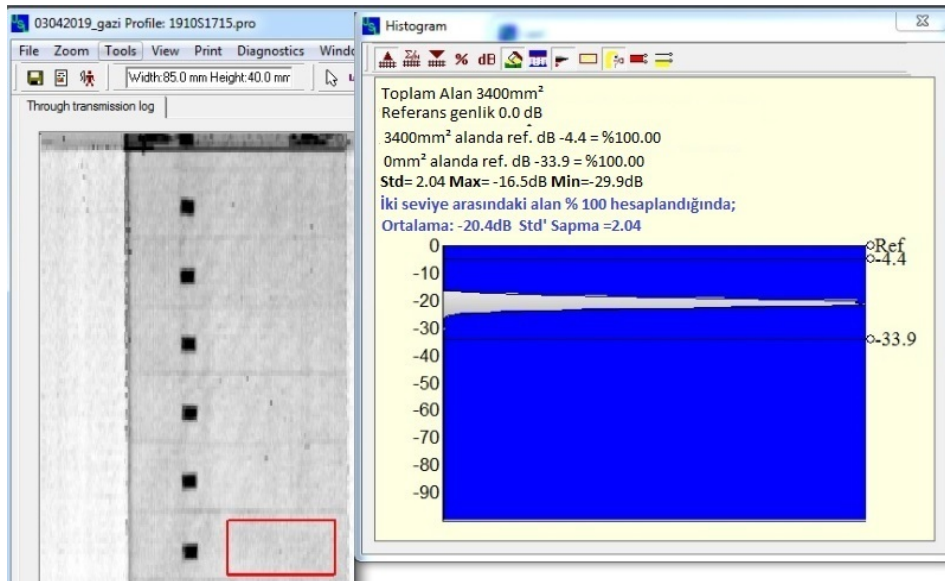 03042019_gazi Profile: 1910S1715.pro
File Zoom Tools View Print Diagnostics
Width:85.0 mm Height:40.0 mm
Through transmission log
Histogram
% dB
Toplam Alan 3400mm²
Referans genlik 0.0 dB
3400mm² alanda ref. dB -4.4 = %100.00
0mm² alanda ref. dB -33.9 = %100.00
Std= 2.04 Max= -16.5dB Min=-29.9dB
İki seviye arasındaki alan % 100 hesaplandığında;
Ortalama: -20.4dB Std' Sapma =2.04
0
-10
-20
-30
-40
-50
-60
-70
-80
-90
Ref
-4.4
-33.9